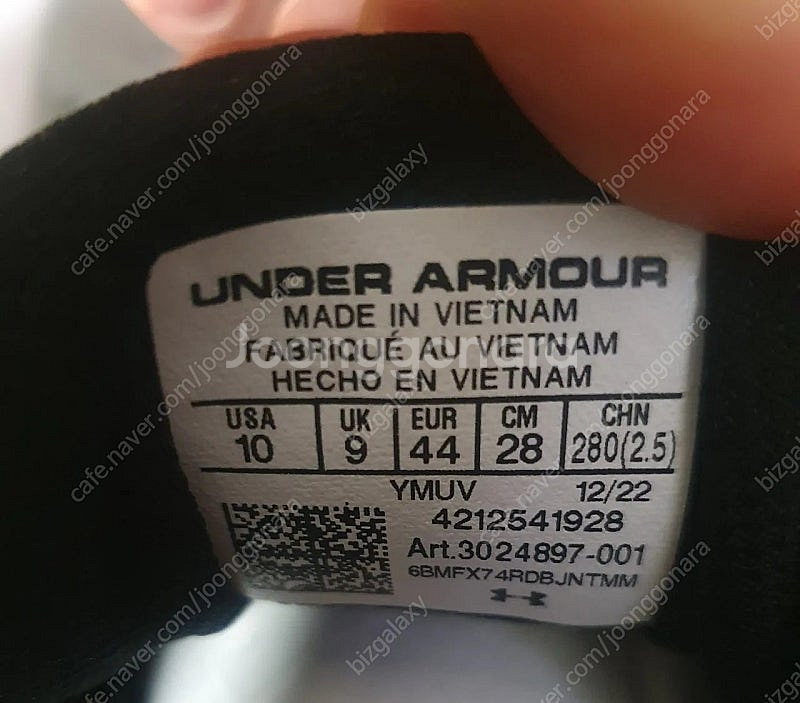 UNDER ARMOUR
MADE IN VIETNAM
FABRIQUÉ AU VIETNAM
HECHO EN VIETNAM
USA UK EUR CM CHN
10 9 44 28 280(2.5)
YMUV 12/22
4212541928
Art.3024897-001
6BMFX74RDBJNTMM
Joonggonara
cafe.naver.com/joonggonara
bizgalaxy